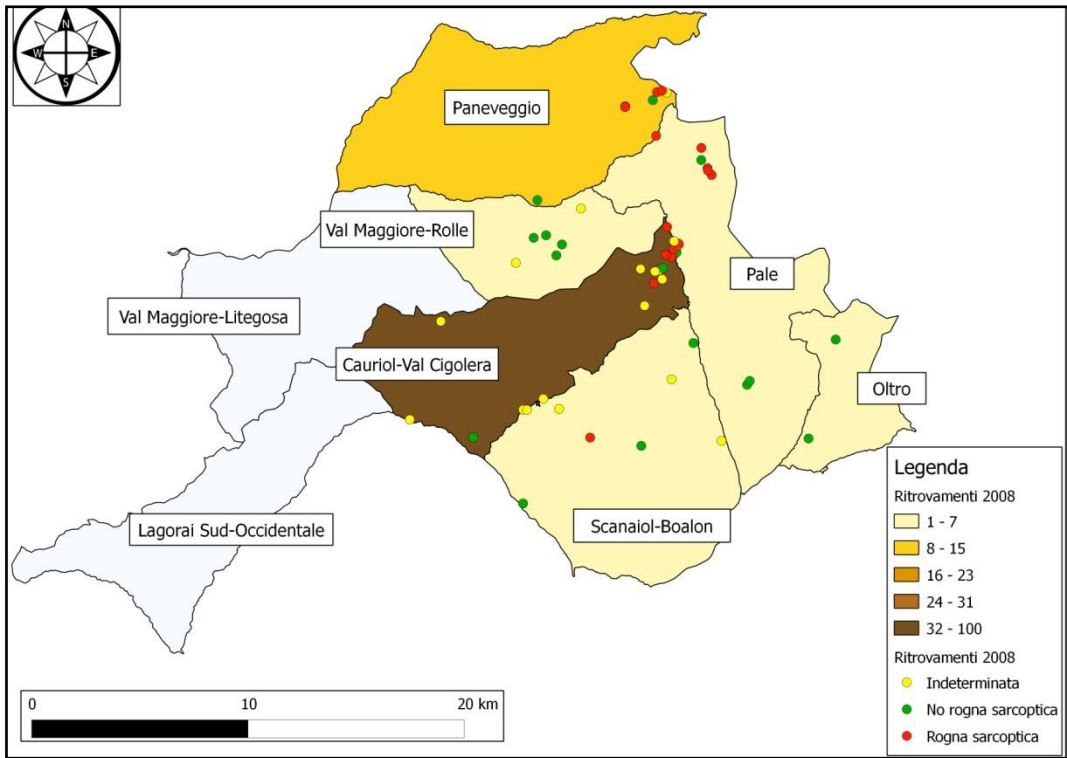 N
W E
S
Paneveggio
Val Maggiore-Rolle
Pale
Val Maggiore-Litegosa
Cauriol-Val Cigolera
Oltro
Lagorai Sud-Occidentale
Scanaiol-Boalon
Legenda
Ritrovamenti 2008
1 - 7
8 - 15
16 - 23
24 - 31
32 - 100
Ritrovamenti 2008
Indeterminata
No rogna sarcoptica
Rogna sarcoptica
0 10 20 km